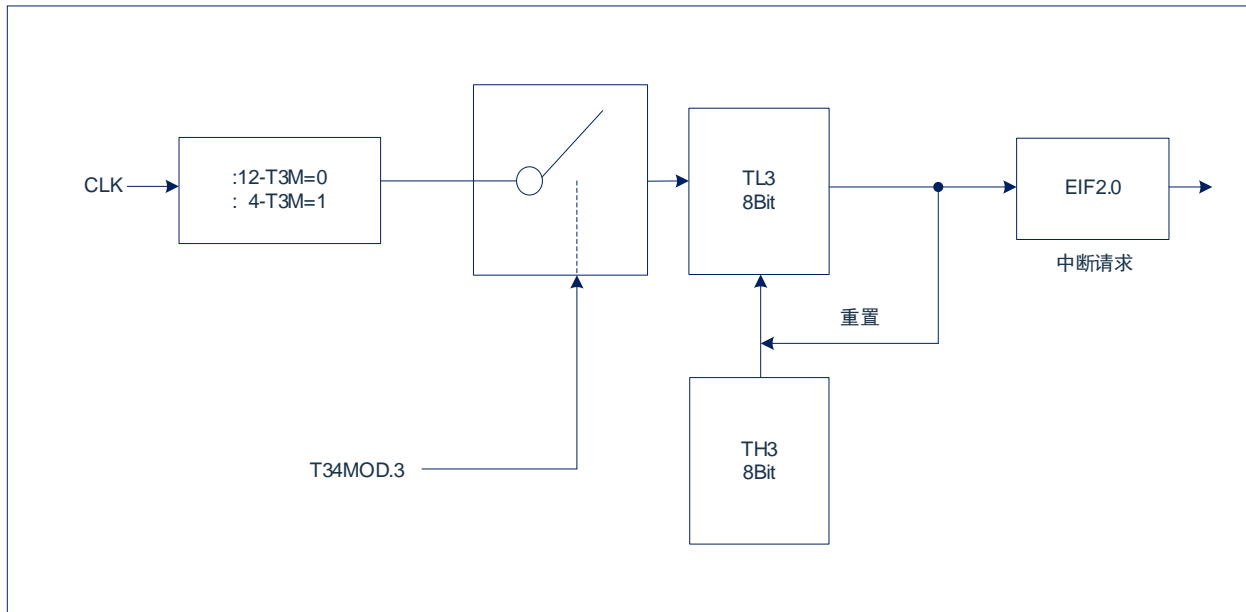 CLK
:12-T3M=0
: 4-T3M=1
TL3
8Bit
EIF2.0
中断请求
重置
TH3
8Bit
T34MOD.3